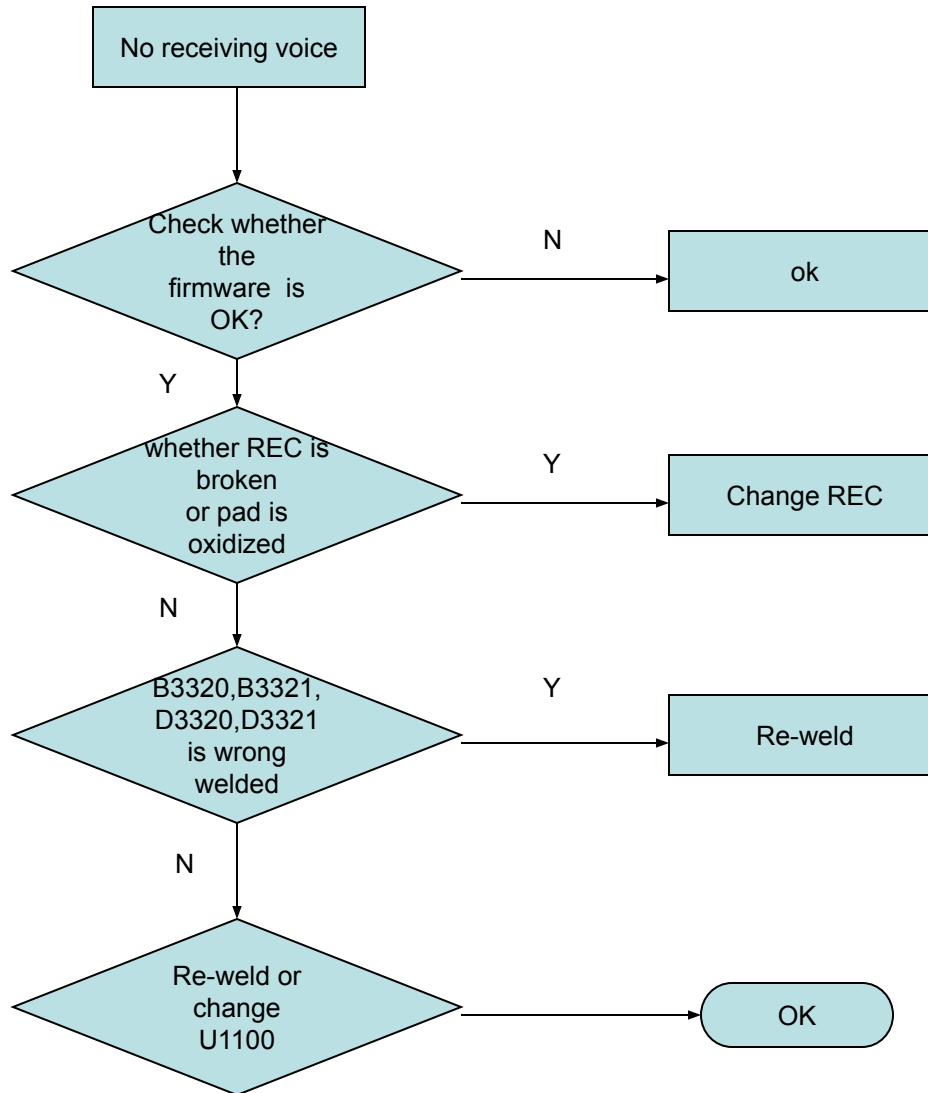 No receiving voice
Check whether
the
firmware is
OK?
N
ok
Y
whether REC is
broken
or pad is
oxidized
Y
Change REC
N
B3320,B3321,
D3320,D3321
is wrong
welded
Y
Re-weld
N
Re-weld or
change
U1100
OK